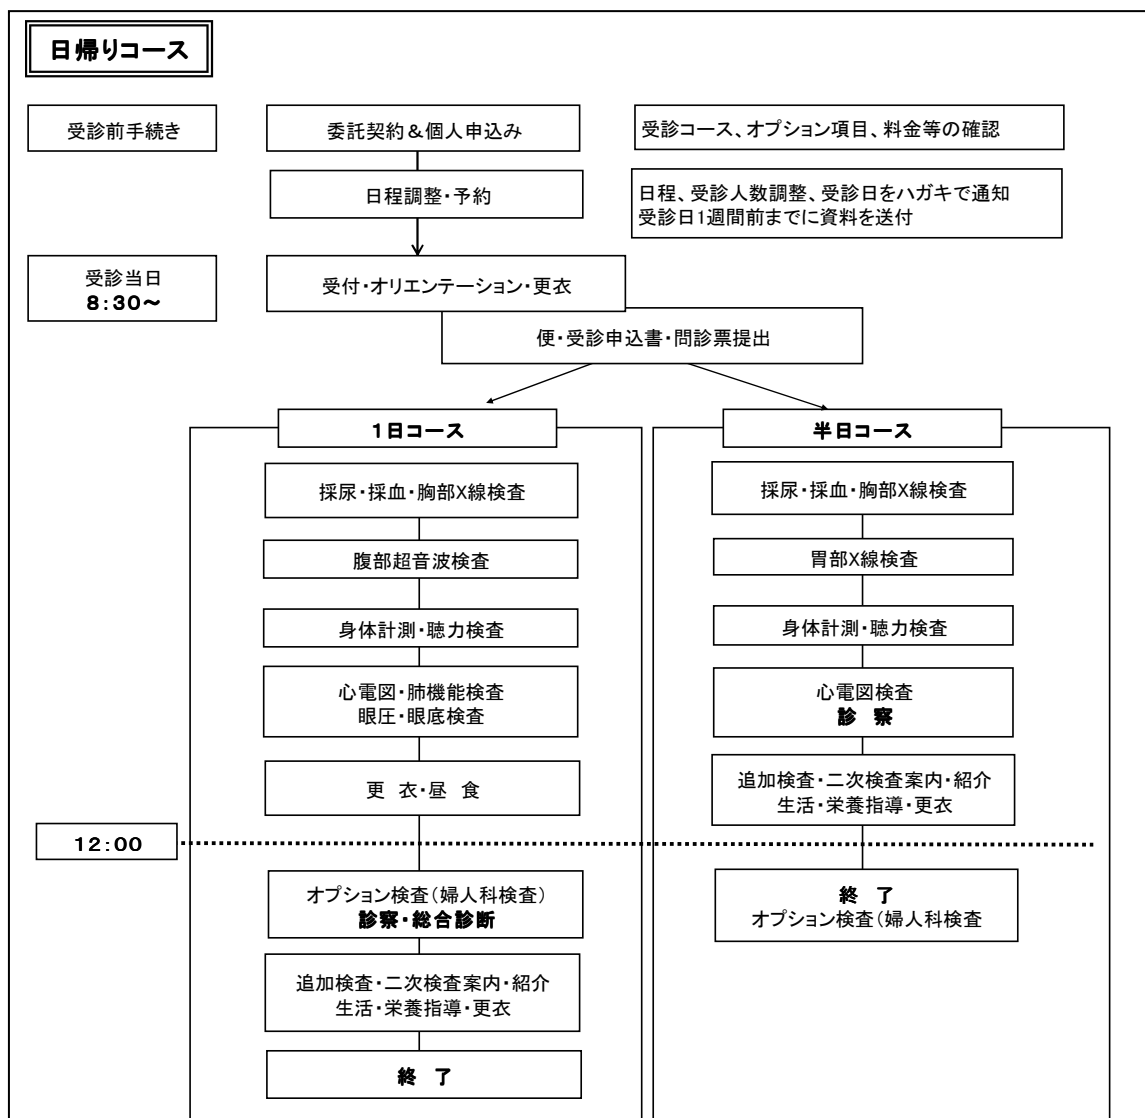 日帰りコース
受診前手続き
委託契約＆個人申込み
受診コース、オプション項目、料金等の確認
日程調整・予約
日程、受診人数調整、受診日をハガキで通知
受診日1週間前までに資料を送付
受診当日
8:30～
受付・オリエンテーション・更衣
便・受診申込書・問診票提出
1日コース
採尿・採血・胸部X線検査
腹部超音波検査
身体計測・聴力検査
心電図・肺機能検査
眼圧・眼底検査
更 衣・昼 食
半日コース
採尿・採血・胸部X線検査
胃部X線検査
身体計測・聴力検査
心電図検査
診 察
追加検査・二次検査案内・紹介
生活・栄養指導・更衣
12:00
オプション検査(婦人科検査)
診察・総合診断
追加検査・二次検査案内・紹介
生活・栄養指導・更衣
終 了
終 了
オプション検査(婦人科検査